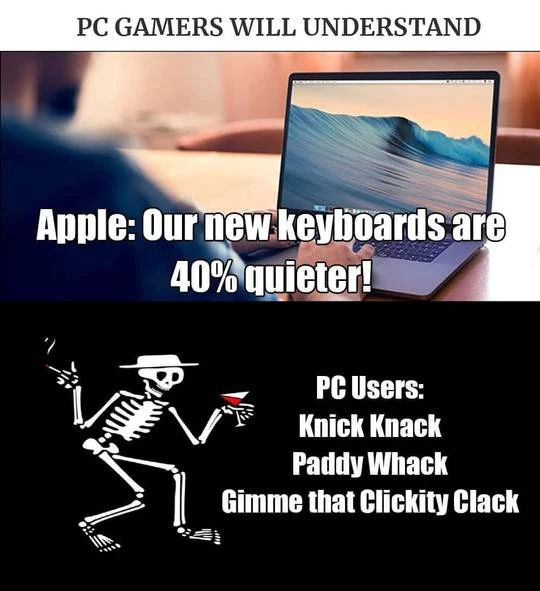 PC GAMERS WILL UNDERSTAND
Apple: Our new keyboards are
40% quieter!
PC Users:
Knick Knack
Paddy Whack
Gimme that Clickity Clack